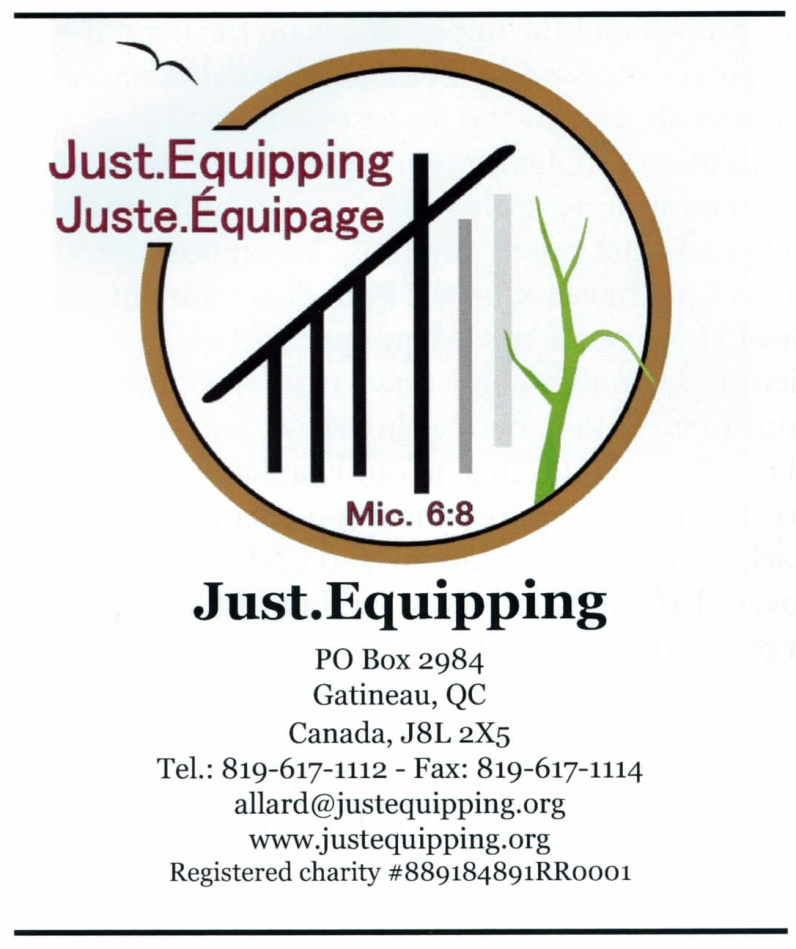 Just.Equipping
Juste.Équipage
Mic. 6:8
Just.Equipping
PO Box 2984
Gatineau, QC
Canada, J8L 2X5
Tel.: 819-617-1112 - Fax: 819-617-1114
allard@justequipping.org
www.justequipping.org
Registered charity #889184891RR0001